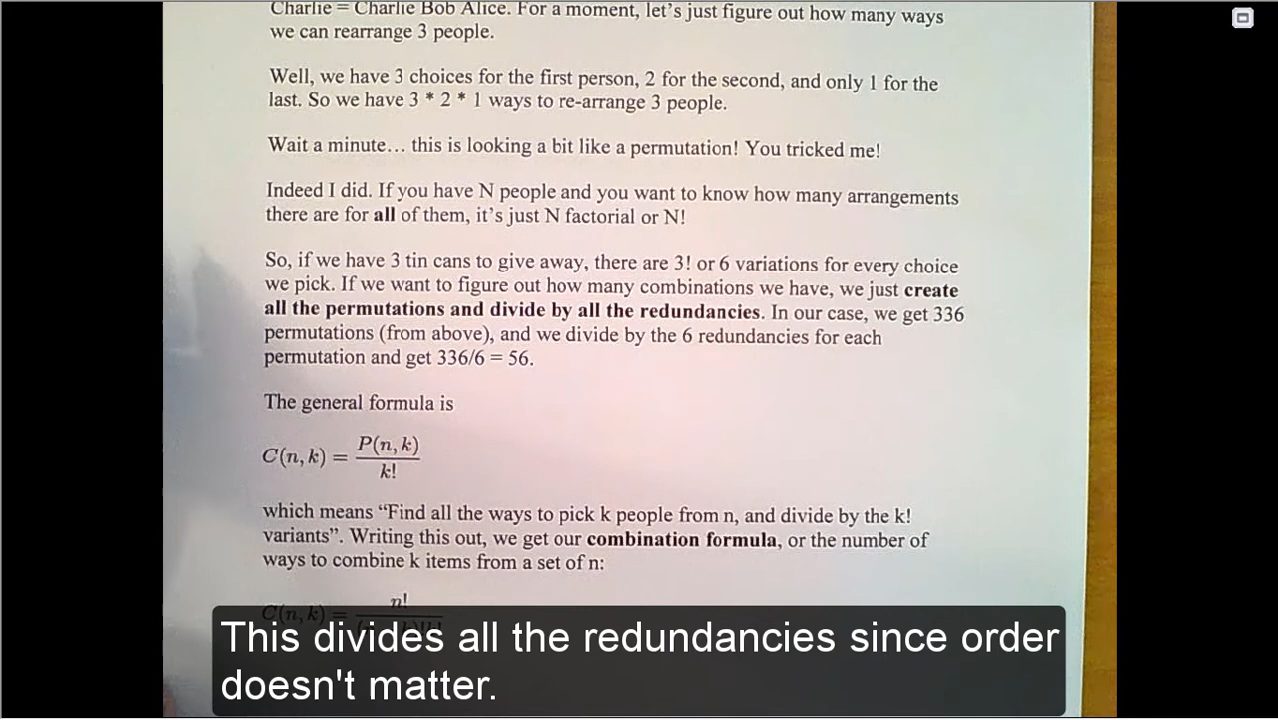 Charlie = Charlie Bob Alice. For a moment, let's just figure out how many ways
we can rearrange 3 people.
Well, we have 3 choices for the first person, 2 for the second, and only 1 for the
last. So we have 3 * 2 * 1 ways to re-arrange 3 people.
Wait a minute… this is looking a bit like a permutation! You tricked me!
Indeed I did. If you have N people and you want to know how many arrangements
there are for all of them, it's just N factorial or N!
So, if we have 3 tin cans to give away, there are 3! or 6 variations for every choice
we pick. If we want to figure out how many combinations we have, we just create
all the permutations and divide by all the redundancies. In our case, we get 336
permutations (from above), and we divide by the 6 redundancies for each
permutation and get 336/6 = 56.
The general formula is
C(n, k) = P(n, k) / k!
which means “Find all the ways to pick k people from n, and divide by the k!
variants”. Writing this out, we get our combination formula, or the number of
ways to combine k items from a set of n:
C(n, k) = n!
This divides all the redundancies since order
doesn't matter.